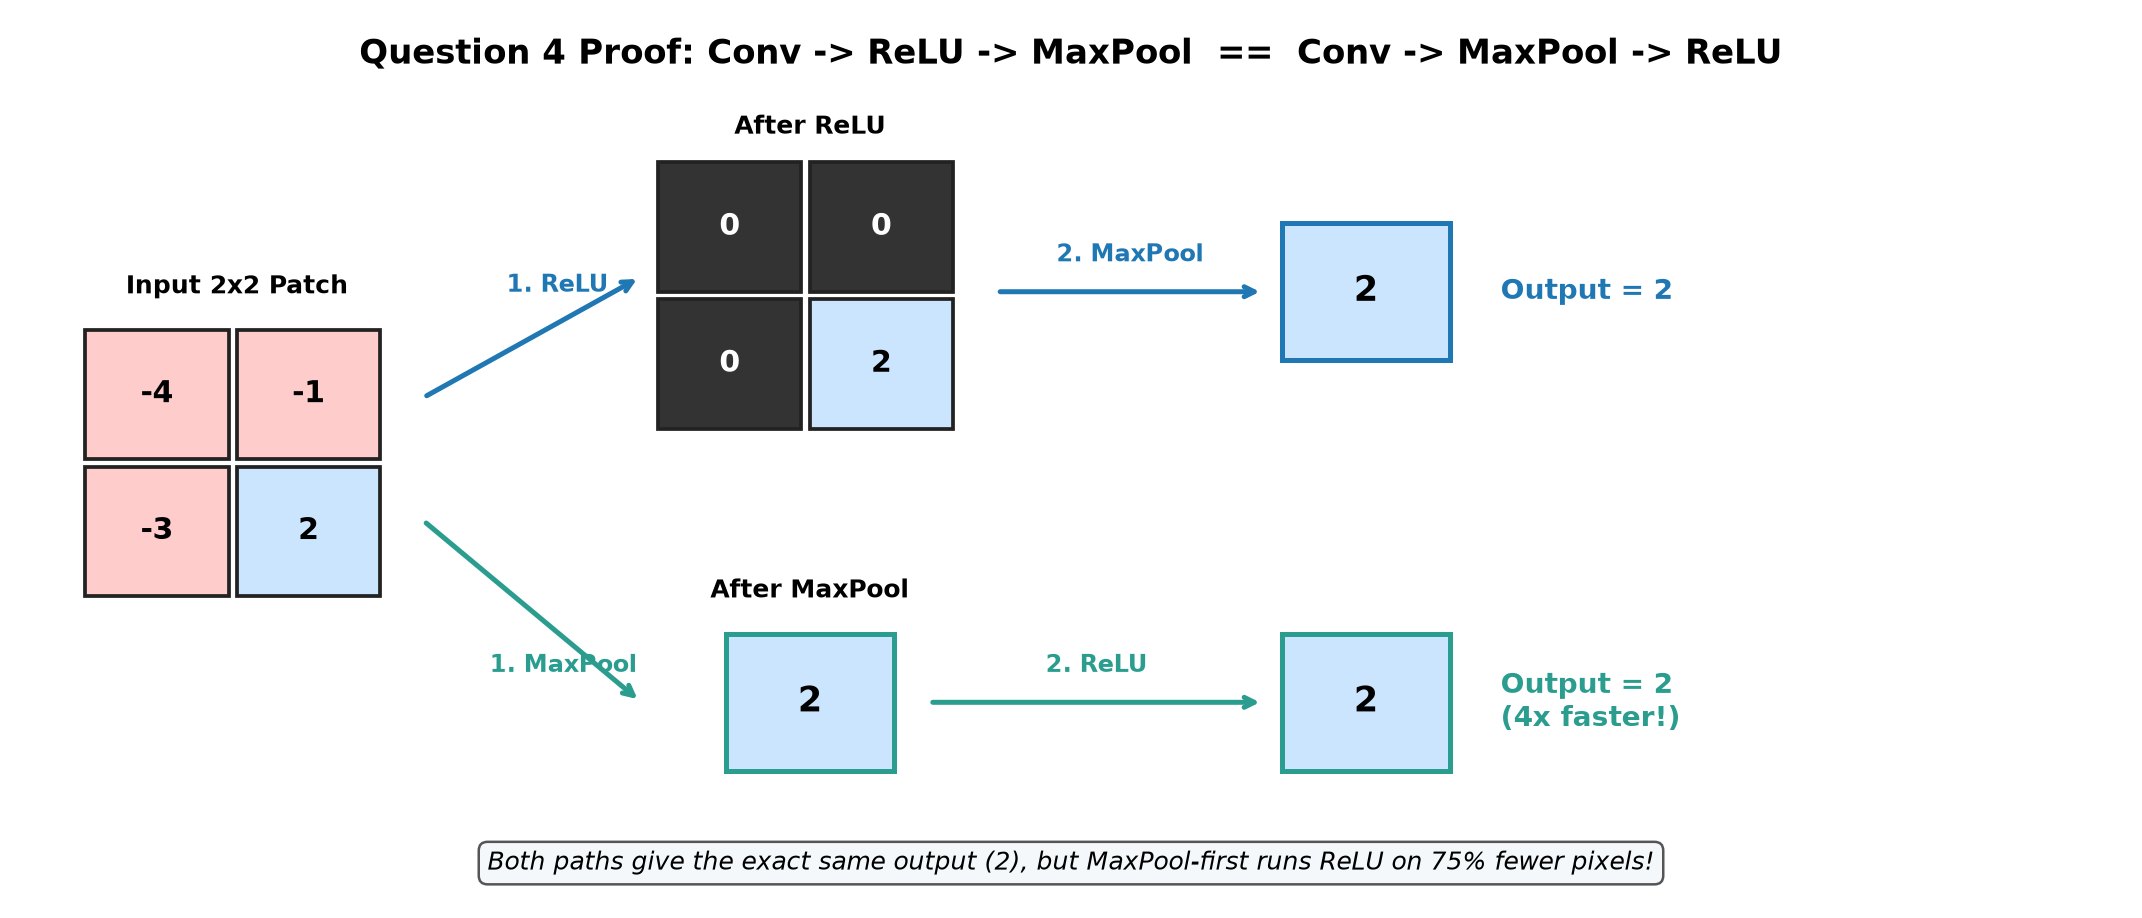 Question 4 Proof: Conv -> ReLU -> MaxPool == Conv -> MaxPool -> ReLU
After ReLU
0 0
0 2
1. ReLU
2. MaxPool
2
Output = 2
Input 2x2 Patch
-4 -1
-3 2
1. MaxPool
After MaxPool
2
2. ReLU
2
Output = 2
(4x faster!)
Both paths give the exact same output (2), but MaxPool-first runs ReLU on 75% fewer pixels!